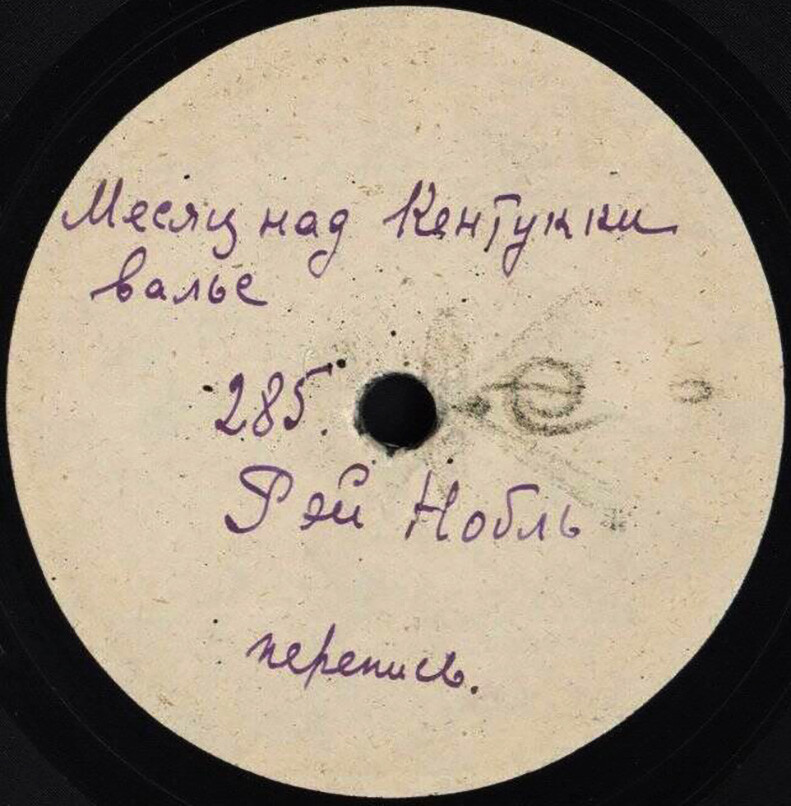 Месяц над Кентукки
вальс
285.
Рэй Нобль
перепись.